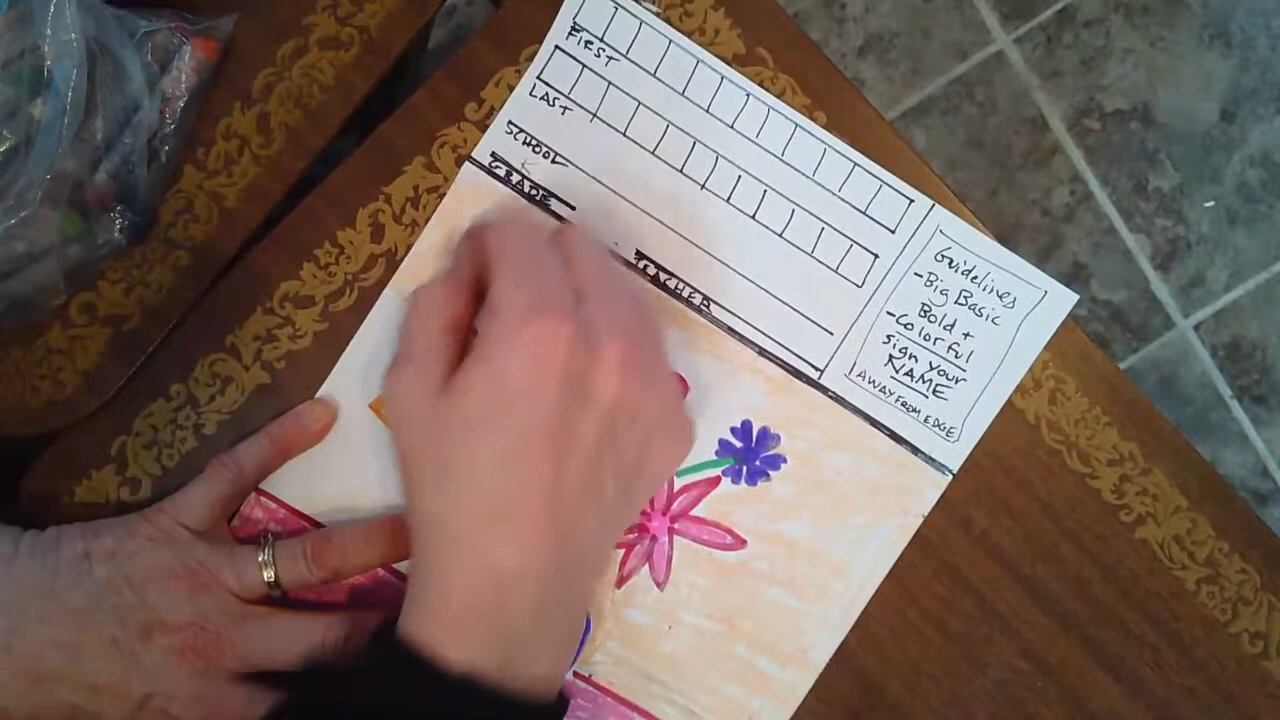 FIRST
LAST
SCHOOL
GRADE
TEACHER
Guidelines
-Big Basic
Bold +
-Colorful
sign your
NAME
AWAY FROM EDGE